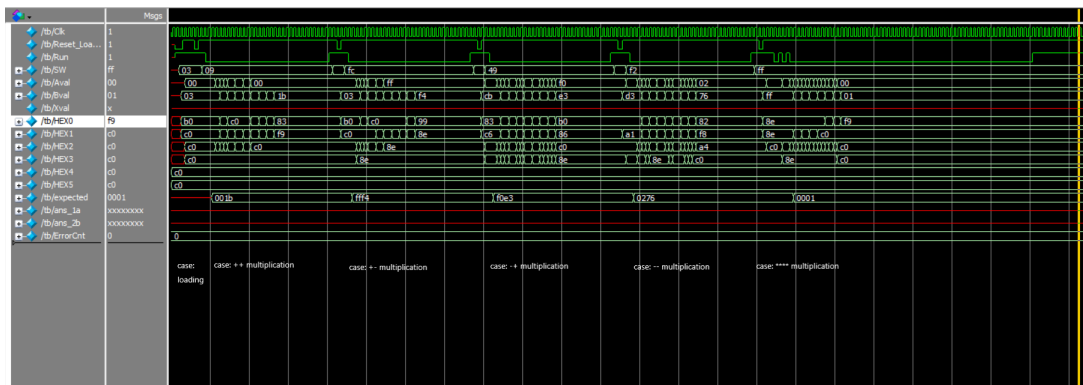 Msgs
/tb/Clk 1
/tb/Reset_Loa... 1
/tb/Run 1
/tb/SW ff 03 09 fc 49 f2 ff
/tb/Aval 00 00 00 ff f0 02 00
/tb/Bval 01 03 1b 03 f4 cb e3 d3 76 ff 01
/tb/Xval x
/tb/HEX0 f9 b0 c0 83 b0 c0 99 83 b0 82 8e f9
/tb/HEX1 c0 c0 f9 c0 8e c6 86 a1 f8 8e c0
/tb/HEX2 c0 c0 c0 8e c0 a4 c0 c0
/tb/HEX3 c0 c0 8e 8e 8e c0 8e c0
/tb/HEX4 c0 c0
/tb/HEX5 c0 c0
/tb/expected 0001 001b fff4 f0e3 0276 0001
/tb/ans_1a xxxxxxxx
/tb/ans_2b xxxxxxxx
/tb/ErrorCnt 0 0
case: loading
case: ++ multiplication
case: +- multiplication
case: -+ multiplication
case: -- multiplication
case: **** multiplication